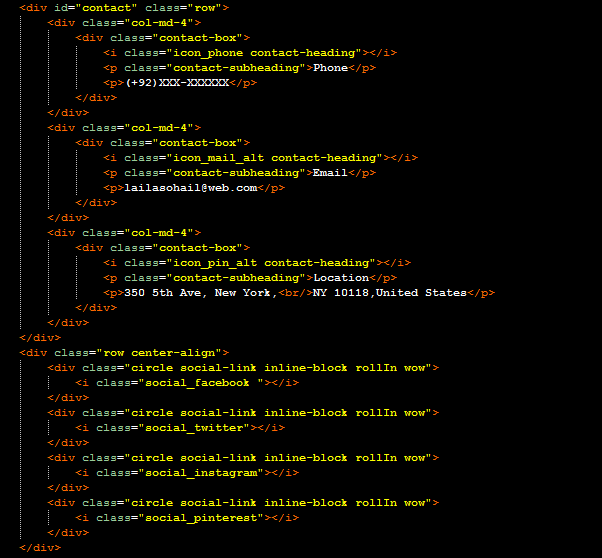 <div id="contact" class="row">
<div class="col-md-4">
<div class="contact-box">
<i class="icon_phone contact-heading"></i>
<p class="contact-subheading">Phone</p>
<p>(+92)XXX-XXXXXX</p>
</div>
</div>
<div class="col-md-4">
<div class="contact-box">
<i class="icon_mail_alt contact-heading"></i>
<p class="contact-subheading">Email</p>
<p>lailasohail@web.com</p>
</div>
</div>
<div class="col-md-4">
<div class="contact-box">
<i class="icon_pin_alt contact-heading"></i>
<p class="contact-subheading">Location</p>
<p>350 5th Ave, New York,<br/>NY 10118,United States</p>
</div>
</div>
</div>
<div class="row center-align">
<div class="circle social-link inline-block rollIn wow">
<i class="social_facebook "></i>
</div>
<div class="circle social-link inline-block rollIn wow">
<i class="social_twitter"></i>
</div>
<div class="circle social-link inline-block rollIn wow">
<i class="social_instagram"></i>
</div>
<div class="circle social-link inline-block rollIn wow">
<i class="social_pinterest"></i>
</div>
</div>